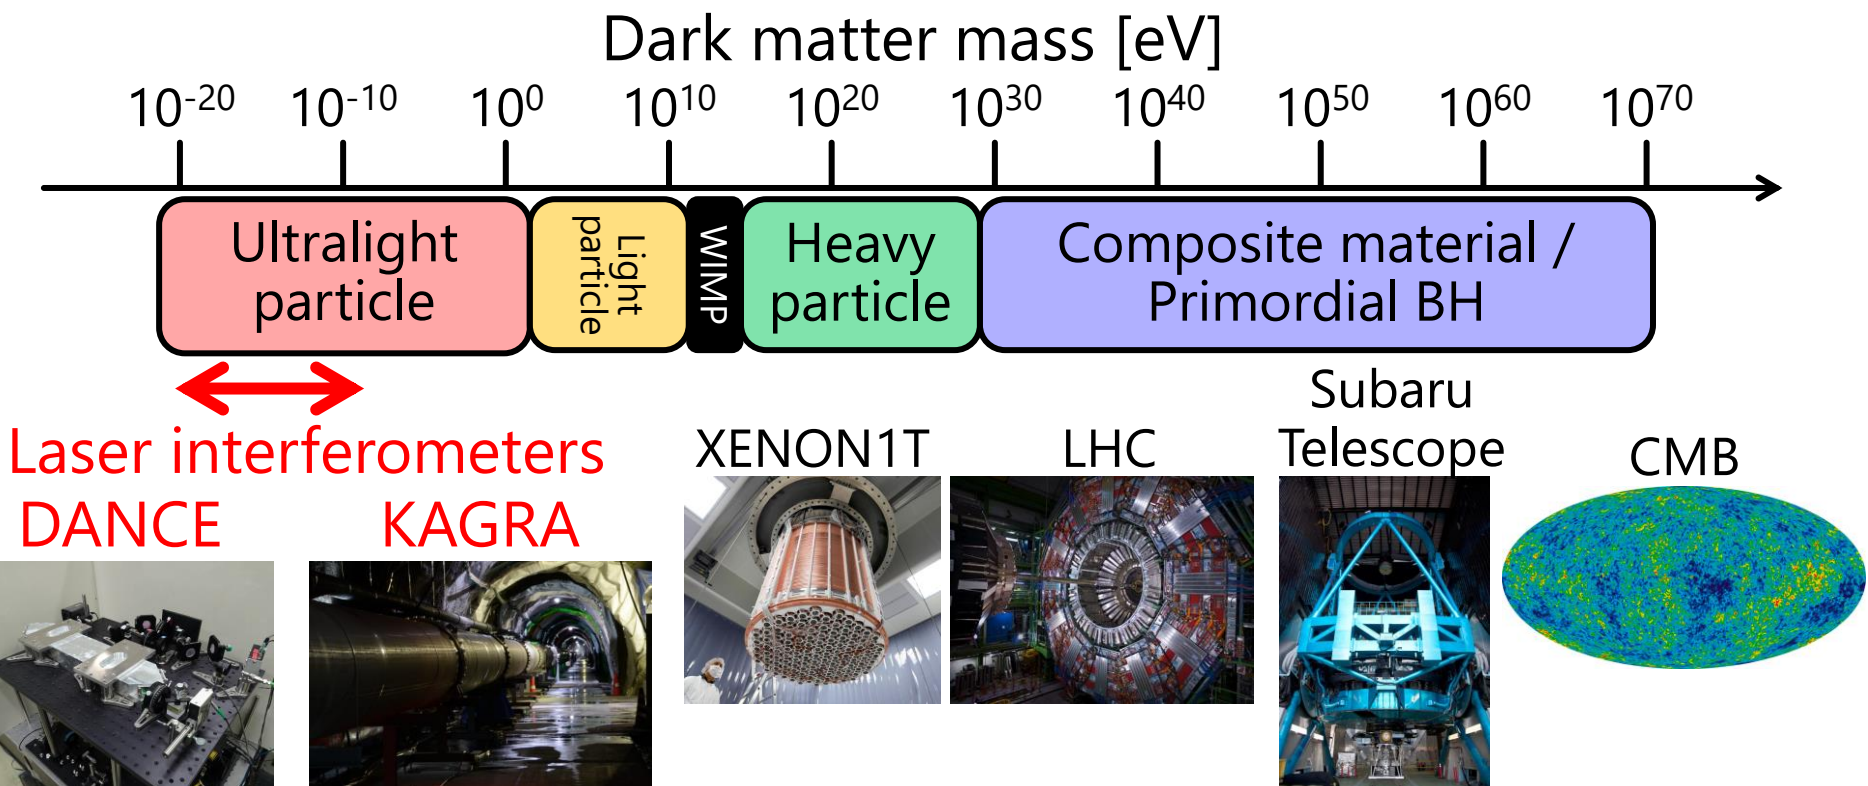 Dark matter mass [eV]
10⁻²⁰ 10⁻¹⁰ 10⁰ 10¹⁰ 10²⁰ 10³⁰ 10⁴⁰ 10⁵⁰ 10⁶⁰ 10⁷⁰
Ultralight
particle
Light
particle
WIMP
Heavy
particle
Composite material /
Primordial BH
Laser interferometers
DANCE
KAGRA
XENON1T
LHC
Subaru
Telescope
CMB